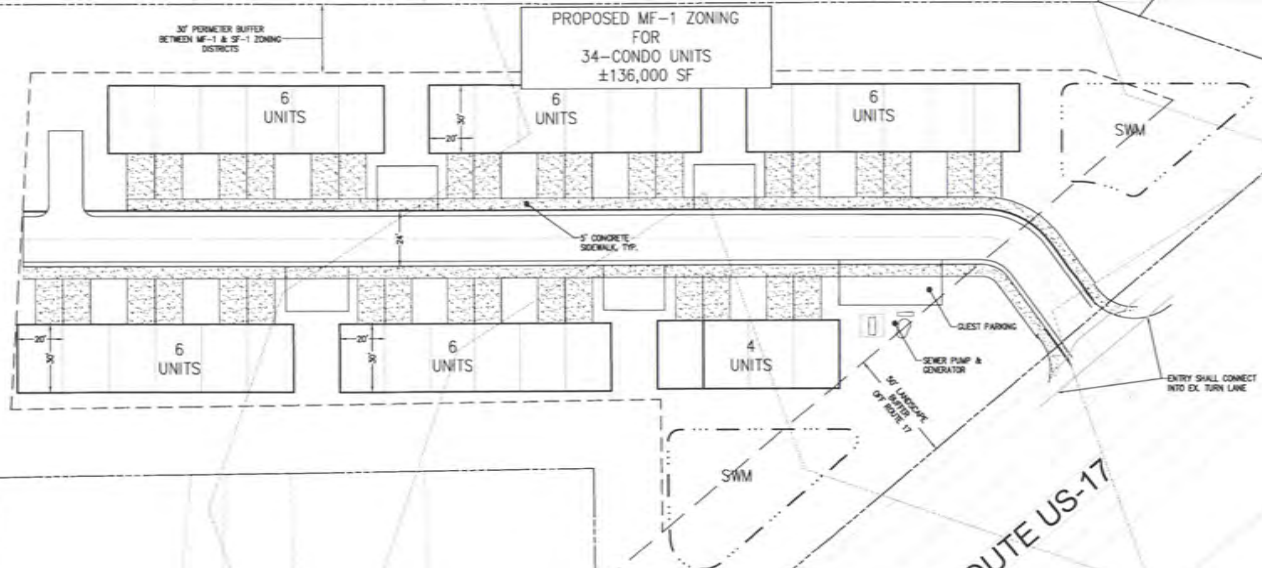 30' PERIMETER BUFFER
BETWEEN MF-1 & SF-1 ZONING
DISTRICTS
PROPOSED MF-1 ZONING
FOR
34-CONDO UNITS
±136,000 SF
6
UNITS
6
UNITS
30'
20'
6
UNITS
SWM
24'
5' CONCRETE
SIDEWALK, TYP.
GUEST PARKING
SEWER PUMP &
GENERATOR
ENTRY SHALL CONNECT
INTO EX. TURN LANE
20'
30'
6
UNITS
20'
30'
6
UNITS
4
UNITS
50' LANDSCAPE
BUFFER
OFF ROUTE 17
SWM
OUTE US-17